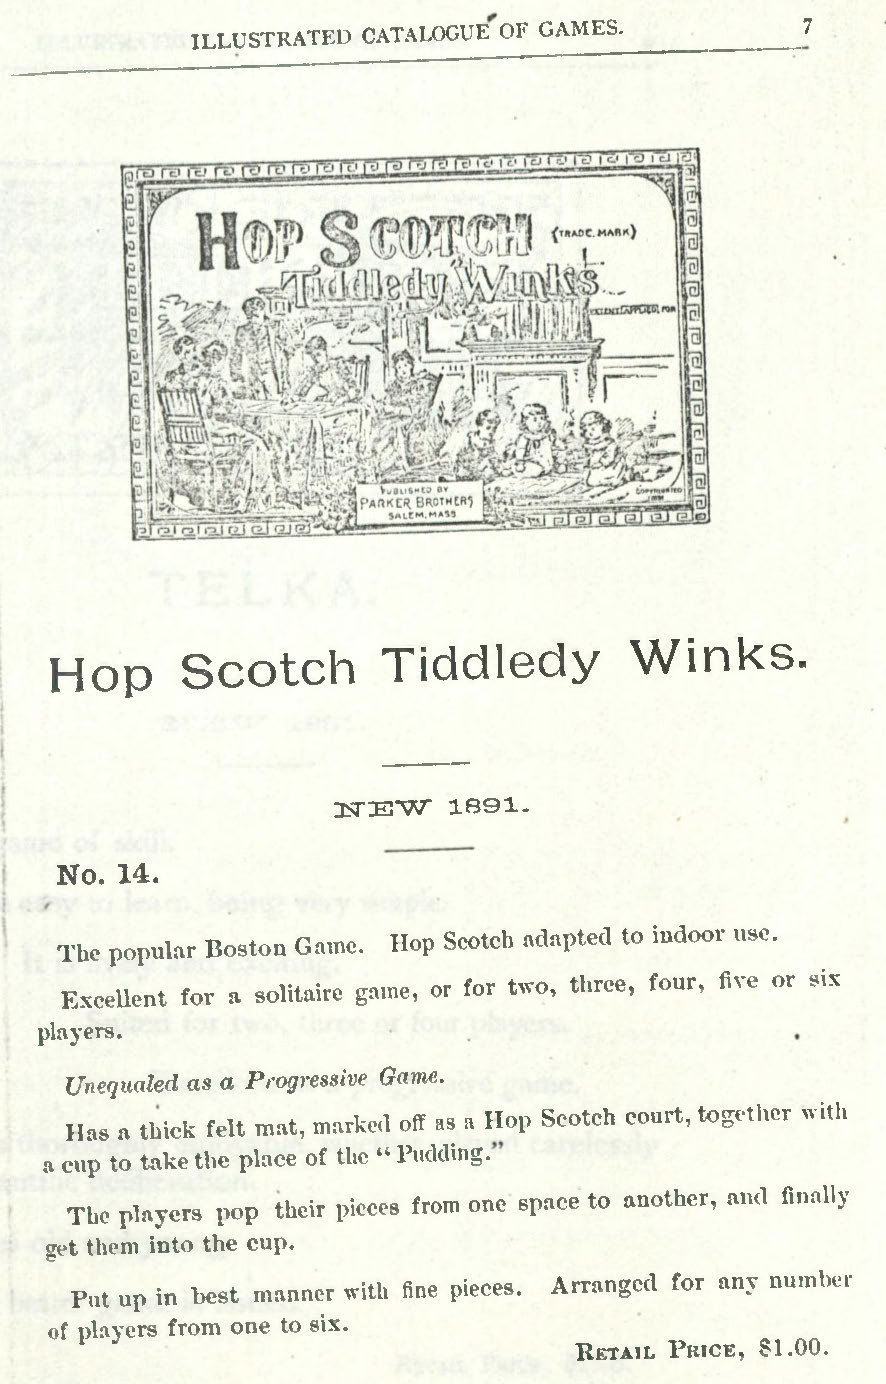 ILLUSTRATED CATALOGUE OF GAMES. 7
HOP SCOTCH (TRADE.MARK)
Tiddledy Winks
PATENT APPLIED FOR
PUBLISHED BY
PARKER BROTHERS
SALEM, MASS
COPYRIGHTED
Hop Scotch Tiddledy Winks.
NEW 1891.
No. 14.
The popular Boston Game. Hop Scotch adapted to indoor use.
Excellent for a solitaire game, or for two, three, four, five or six
players.
Unequaled as a Progressive Game.
Has a thick felt mat, marked off as a Hop Scotch court, together with
a cup to take the place of the “Pudding.”
The players pop their pieces from one space to another, and finally
get them into the cup.
Put up in best manner with fine pieces. Arranged for any number
of players from one to six.
RETAIL PRICE, $1.00.